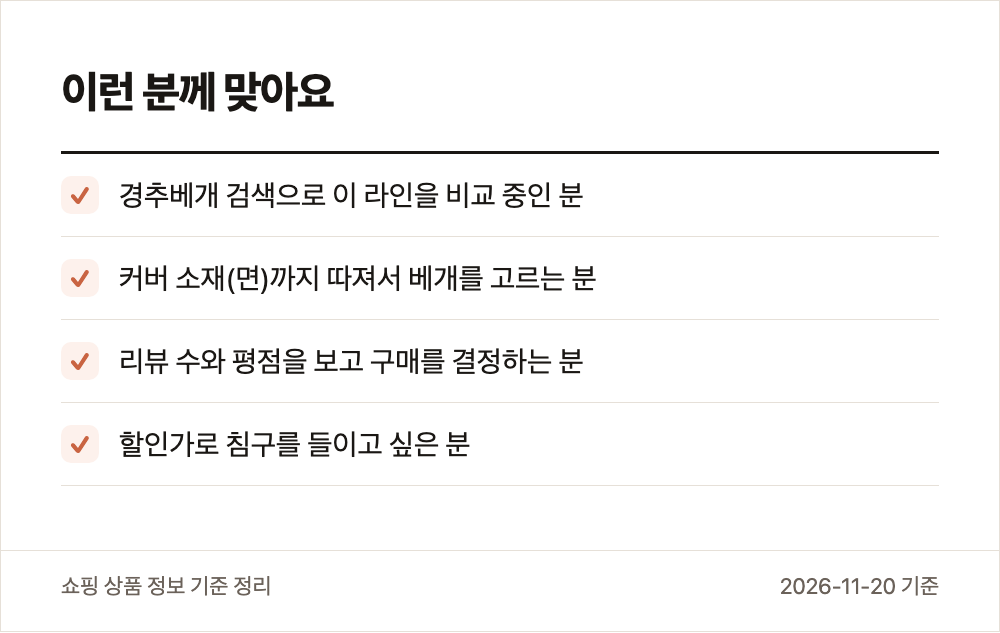 이런 분께 맞아요
경추베개 검색으로 이 라인을 비교 중인 분
커버 소재(면)까지 따져서 베개를 고르는 분
리뷰 수와 평점을 보고 구매를 결정하는 분
할인가로 침구를 들이고 싶은 분
쇼핑 상품 정보 기준 정리
2026-11-20 기준